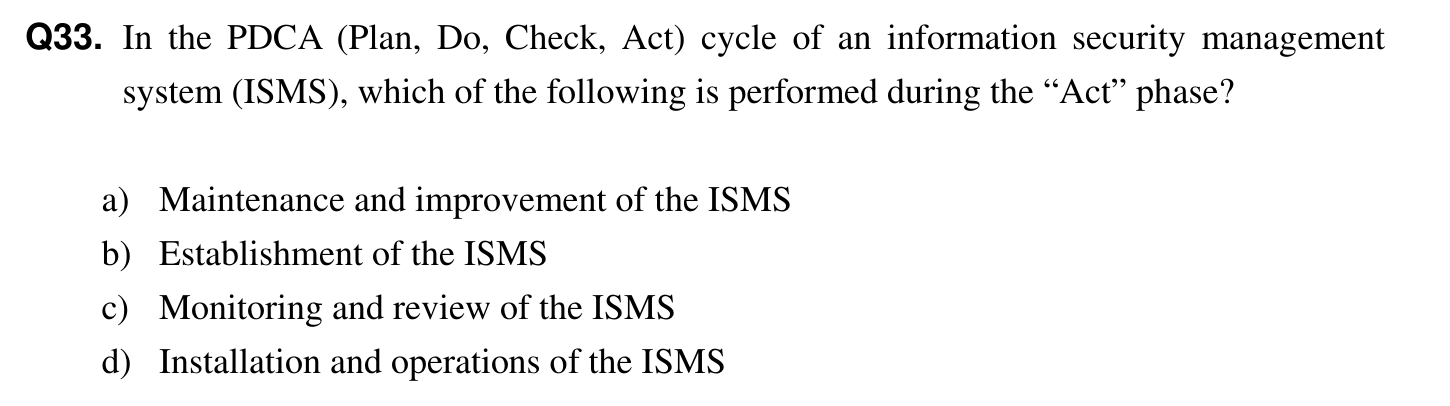 Q33. In the PDCA (Plan, Do, Check, Act) cycle of an information security management
system (ISMS), which of the following is performed during the “Act” phase?
a) Maintenance and improvement of the ISMS
b) Establishment of the ISMS
c) Monitoring and review of the ISMS
d) Installation and operations of the ISMS